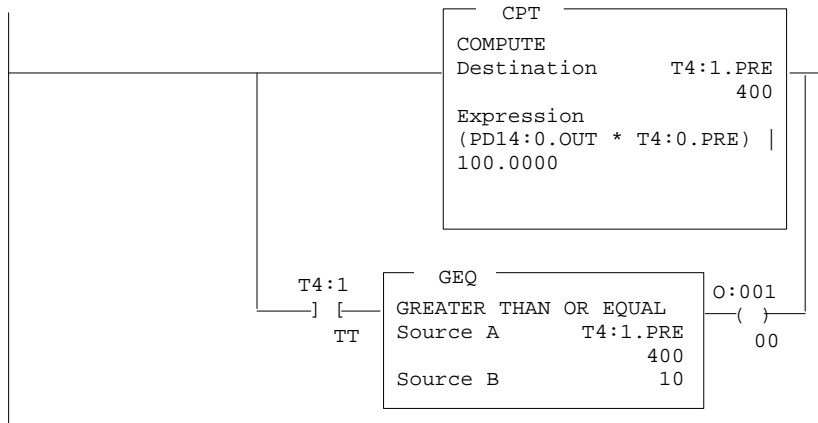 CPT
COMPUTE
Destination T4:1.PRE
400
Expression
(PD14:0.OUT * T4:0.PRE) |
100.0000
T4:1
] [
TT
GEQ
GREATER THAN OR EQUAL
Source A T4:1.PRE
400
Source B 10
O:001
( )
00